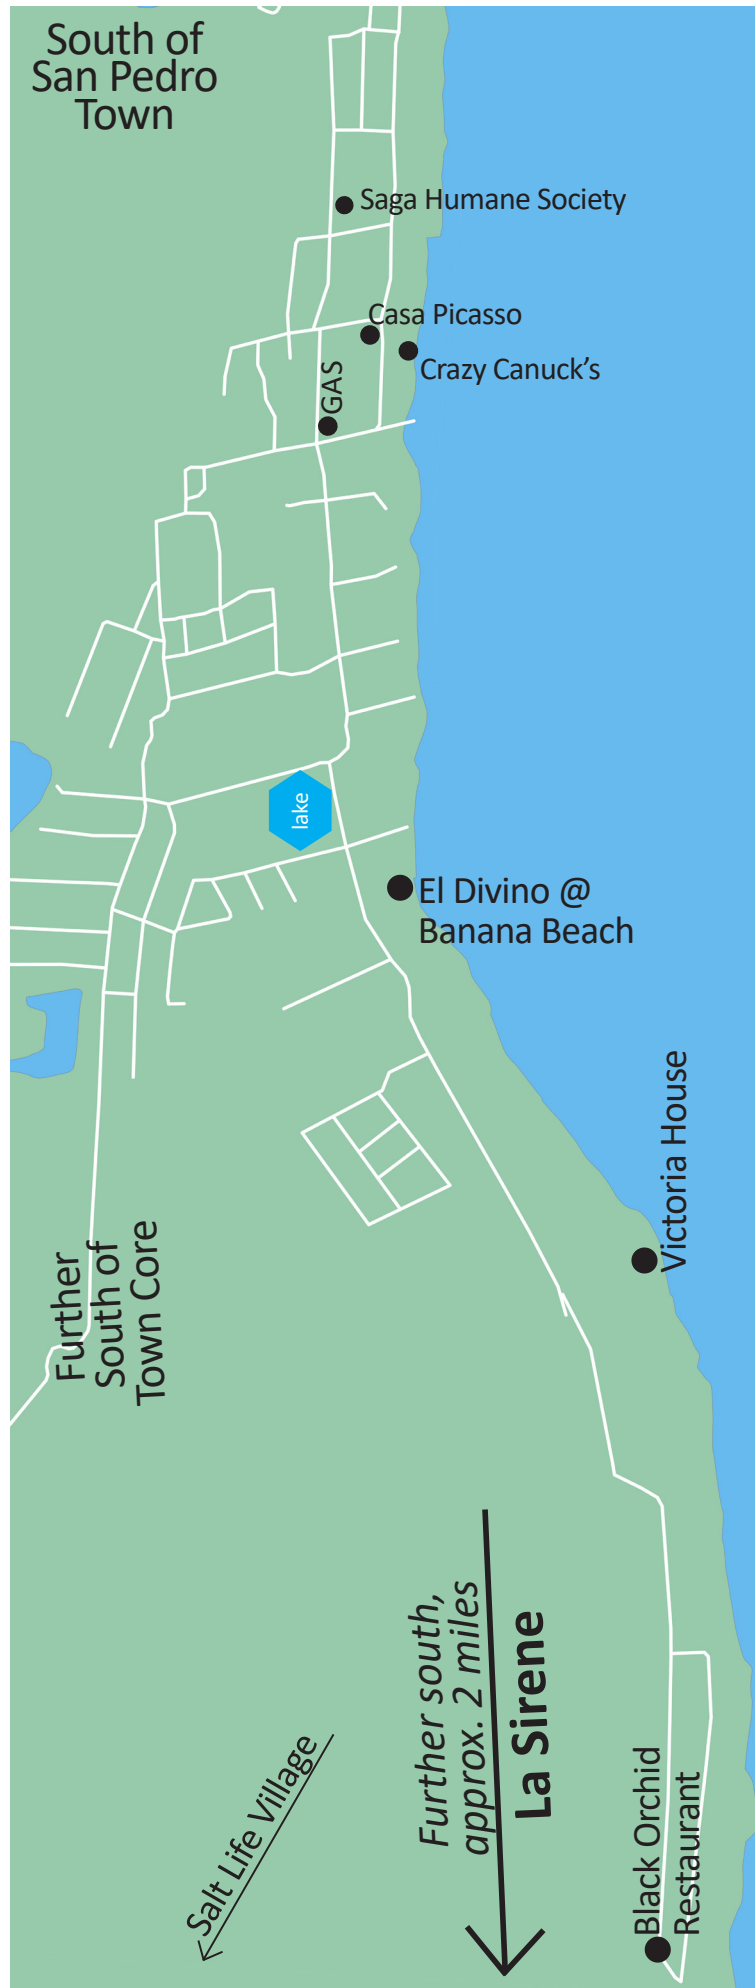 South of
San Pedro
Town
Saga Humane Society
Casa Picasso
Crazy Canuck's
GAS
lake
El Divino @
Banana Beach
Victoria House
Further
South of
Town Core
Further south,
approx. 2 miles
La Sirene
Salt Life Village
Black Orchid
Restaurant